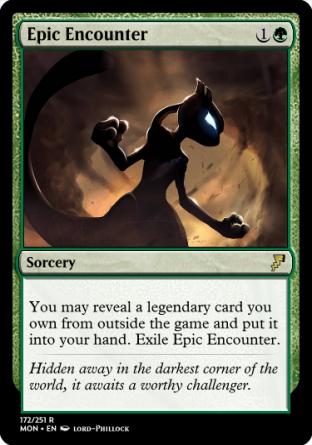 Epic Encounter 1
Sorcery
You may reveal a legendary card you
own from outside the game and put it
into your hand. Exile Epic Encounter.
Hidden away in the darkest corner of the
world, it awaits a worthy challenger.
172/251 R
MON • EN LORD-PHILLOCK